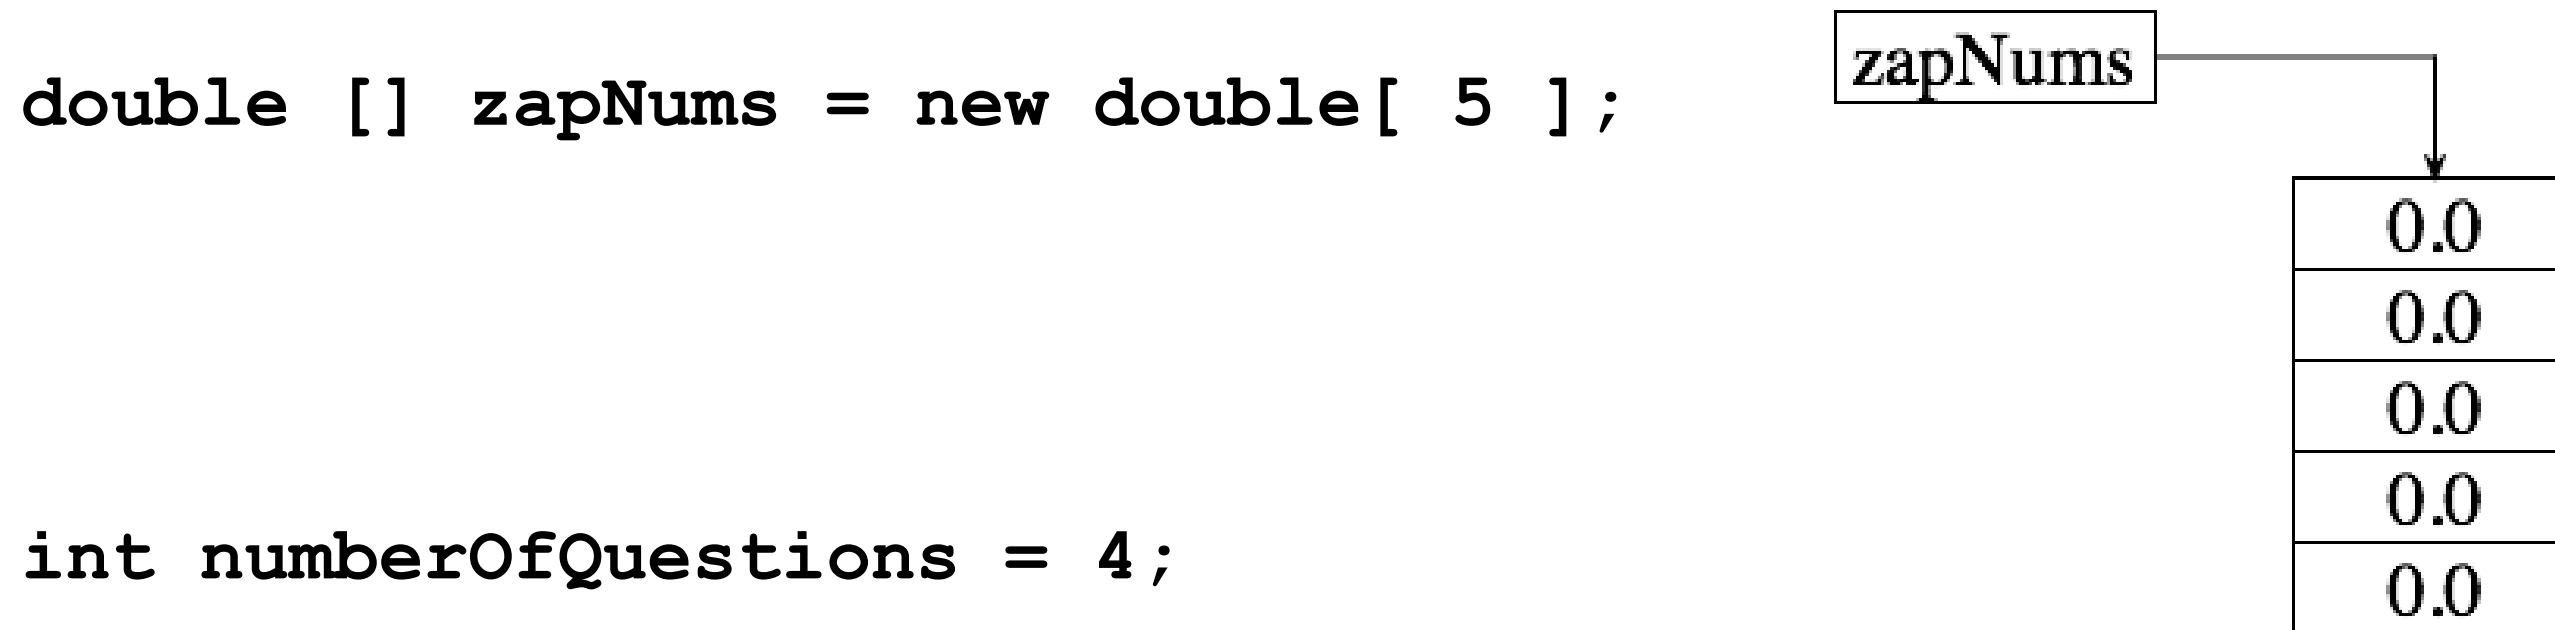 double [] zapNums = new double[ 5 ];
zapNums
0.0
0.0
0.0
0.0
0.0
int numberOfQuestions = 4;